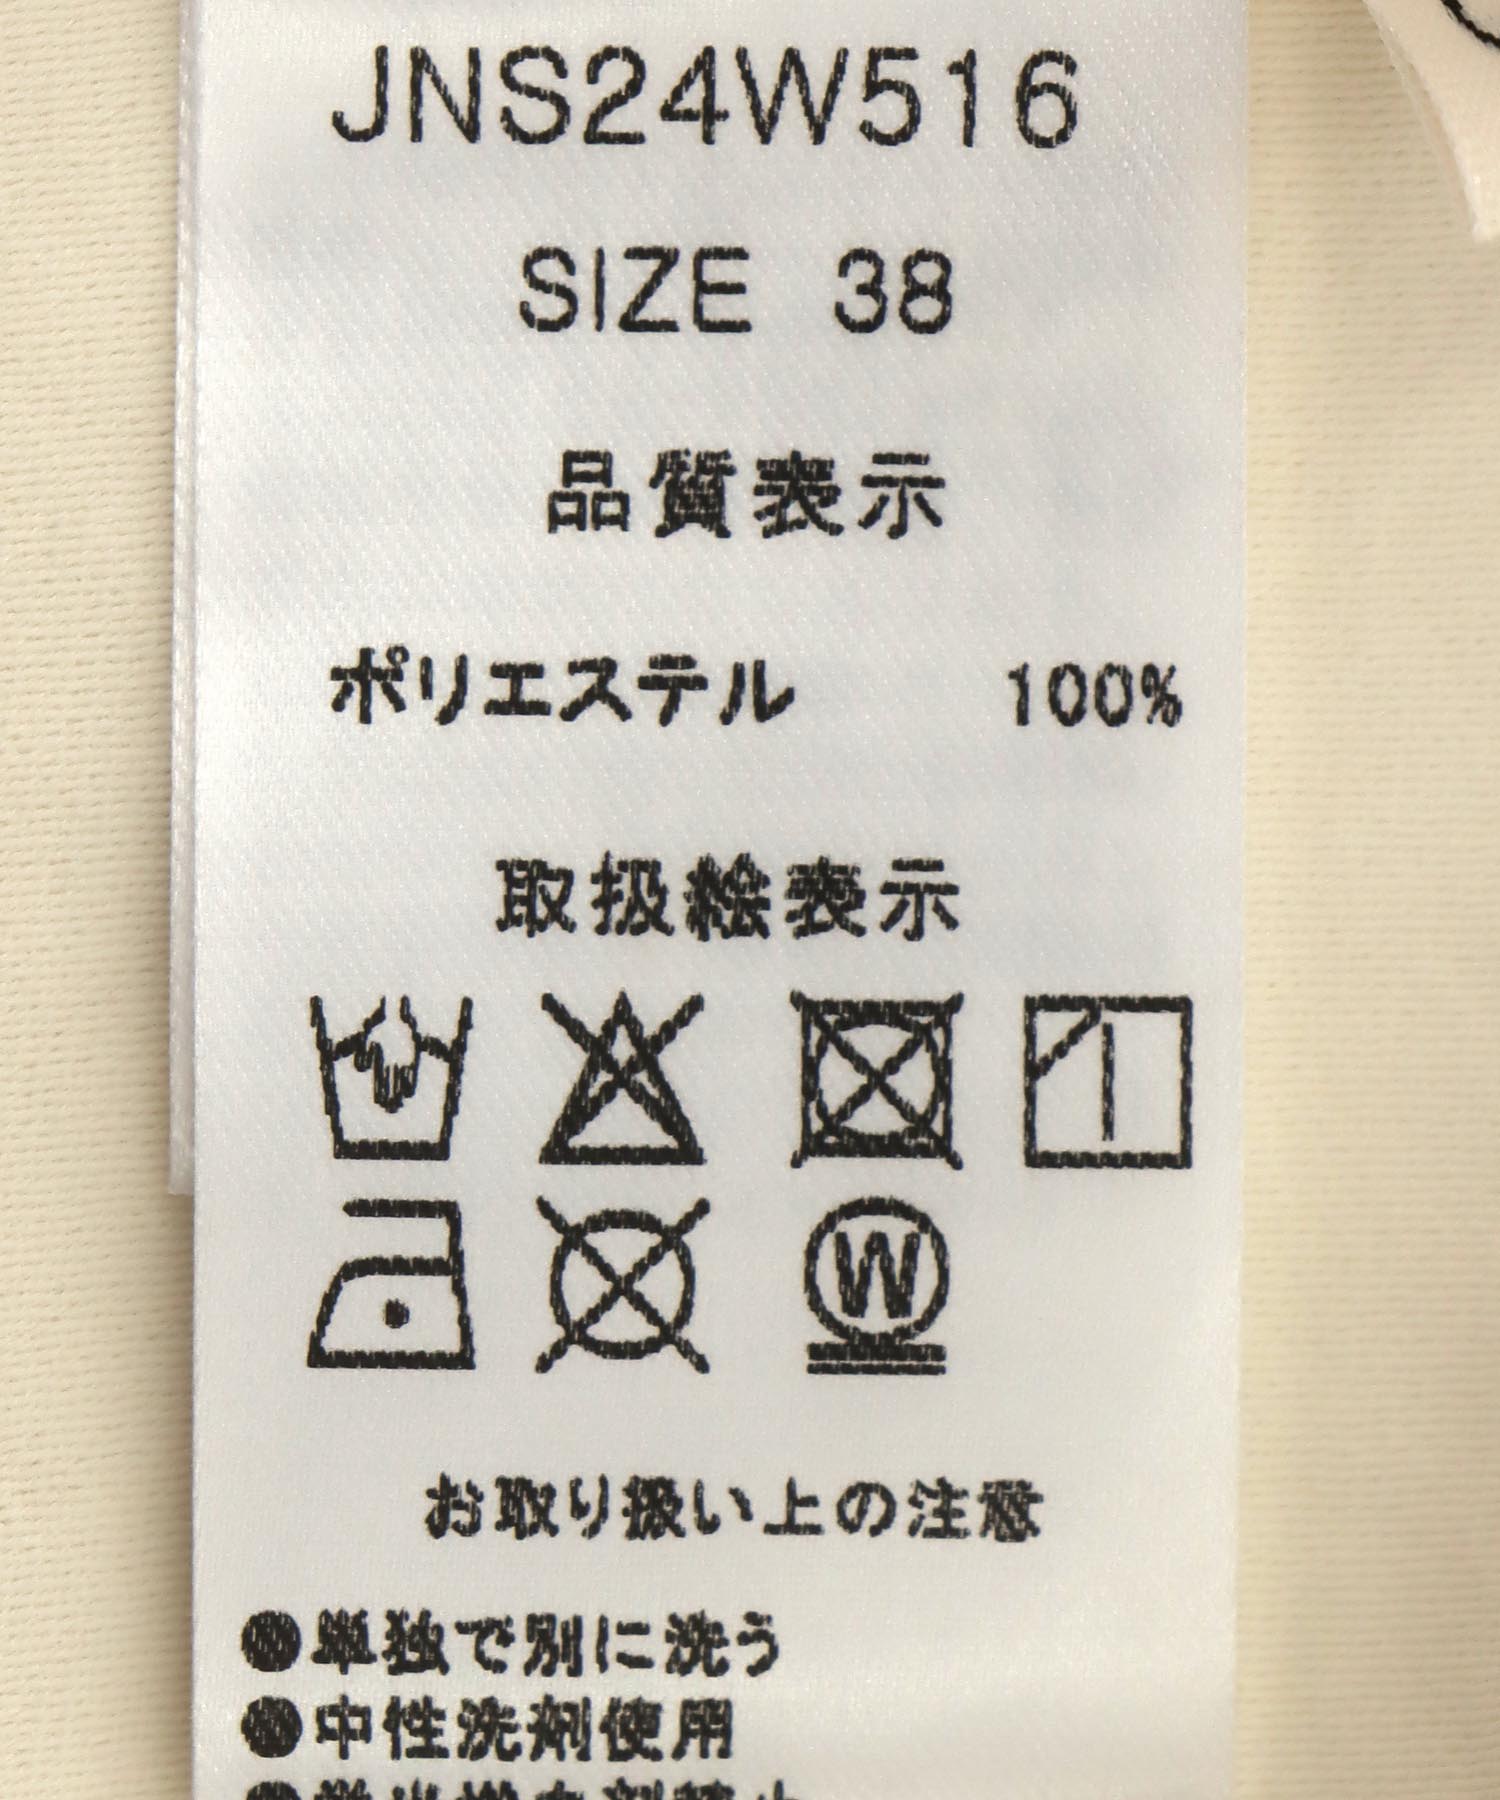 JNS24W516
SIZE 38
品質表示
ポリエステル 100%
取扱絵表示
W
お取り扱い上の注意
●単独で別に洗う
●中性洗剤使用